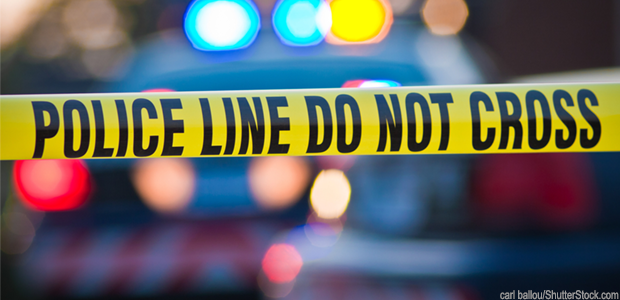 POLICE LINE DO NOT CROSS
carl ballou/ShutterStock.com